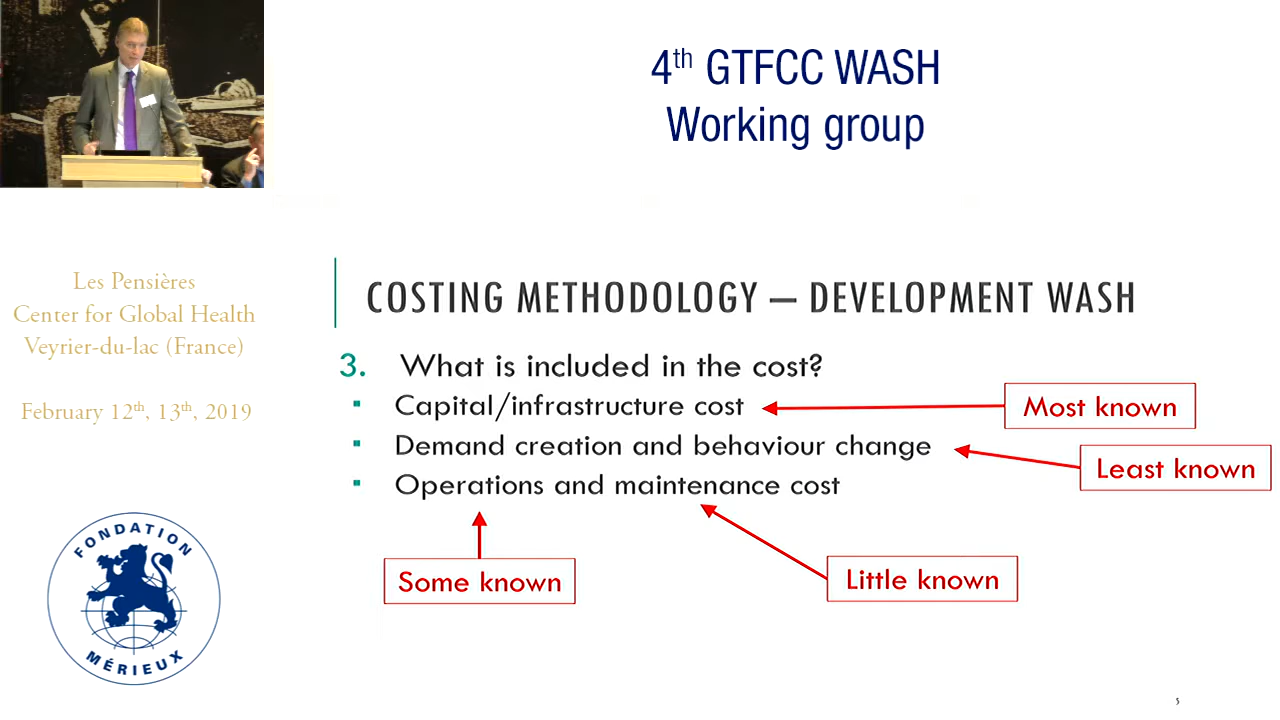 4th GTFCC WASH
Working group
Les Pensières
Center for Global Health
Veyrier-du-lac (France)
February 12th, 13th, 2019
FONDATION
MÉRIEUX
COSTING METHODOLOGY – DEVELOPMENT WASH
3. What is included in the cost?
▪ Capital/infrastructure cost
Most known
▪ Demand creation and behaviour change
Least known
▪ Operations and maintenance cost
Some known
Little known
5